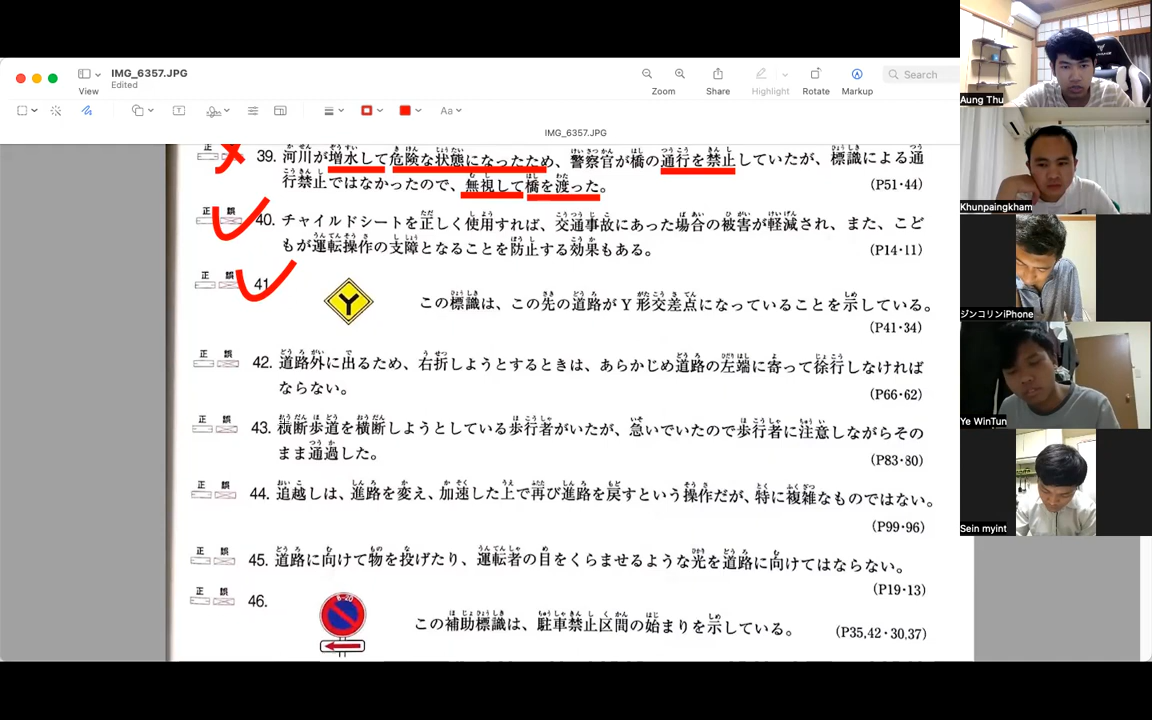 IMG_6357.JPG
Edited
View
Zoom
Share
Highlight
Rotate
Markup
Search
Aa
IMG_6357.JPG
正 誤 39. 河川が増水して危険な状態になったため、警察官が橋の通行を禁止していたが、標識による通
行禁止ではなかったので、無視して橋を渡った。
(P51・44)
正 誤 40. チャイルドシートを正しく使用すれば、交通事故にあった場合の被害が軽減され、また、こど
もが運転操作の支障となることを防止する効果もある。
(P14・11)
正 誤 41
Y
この標識は、この先の道路がY形交差点になっていることを示している。
(P41・34)
正 誤 42. 道路外に出るため、右折しようとするときは、あらかじめ道路の左端に寄って徐行しなければ
ならない。
(P66・62)
正 誤 43. 横断歩道を横断しようとしている歩行者がいたが、急いでいたので歩行者に注意しながらその
まま通過した。
(P83・80)
正 誤 44. 追越しは、進路を変え、加速した上で再び進路を戻すという操作だが、特に複雑なものではない。
(P99・96)
正 誤 45. 道路に向けて物を投げたり、運転者の目をくらませるような光を道路に向けてはならない。
(P19・13)
正 誤 46.
8-20
この補助標識は、駐車禁止区間の始まりを示している。
(P35,42・30.37)
Aung Thu
Khunpaingkham
ジンコリンiPhone
Ye WinTun
Sein myint